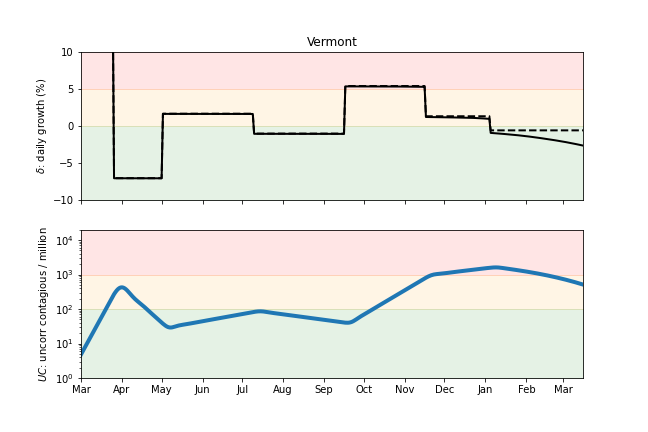 Vermont
δ: daily growth (%)
10
5
0
−5
−10
UC: uncorr contagious / million
10⁴
10³
10²
10¹
10⁰
Mar Apr May Jun Jul Aug Sep Oct Nov Dec Jan Feb Mar